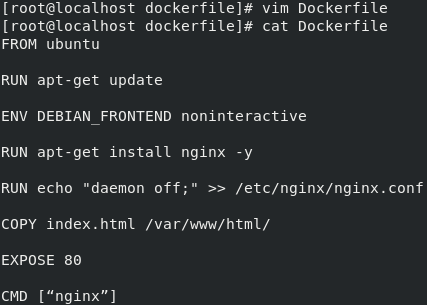 [root@localhost dockerfile]# vim Dockerfile
[root@localhost dockerfile]# cat Dockerfile
FROM ubuntu
RUN apt-get update
ENV DEBIAN_FRONTEND noninteractive
RUN apt-get install nginx -y
RUN echo "daemon off;" >> /etc/nginx/nginx.conf
COPY index.html /var/www/html/
EXPOSE 80
CMD [“nginx”]